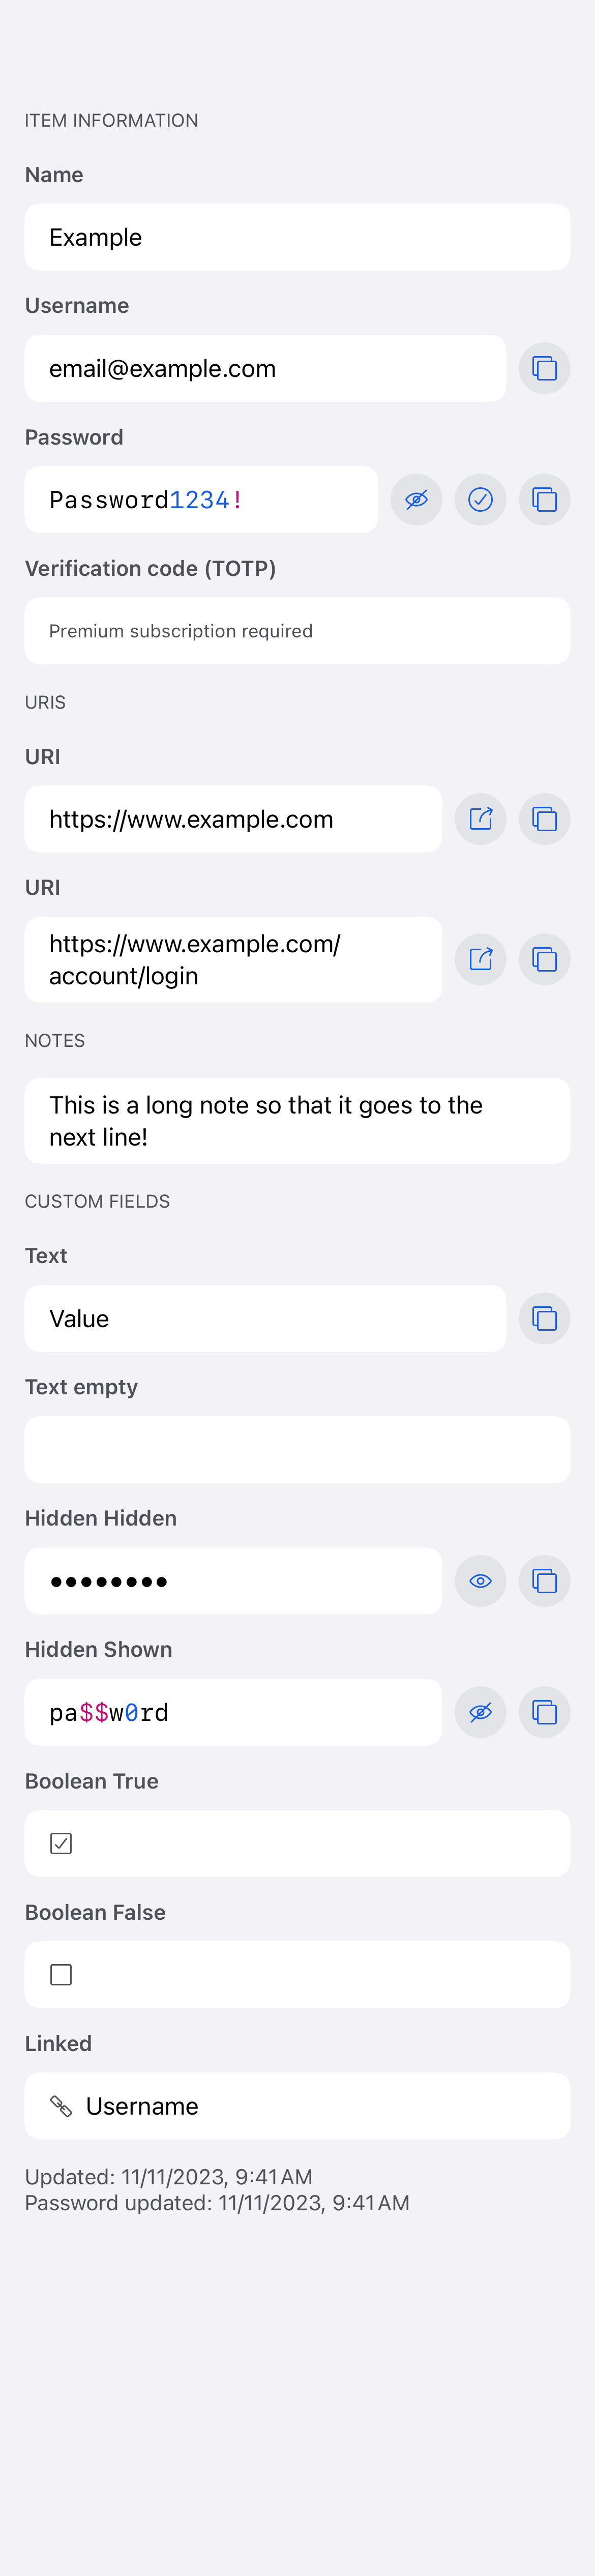 ITEM INFORMATION
Name
Example
Username
email@example.com
Password
Password1234!
Verification code (TOTP)
Premium subscription required
URIS
URI
https://www.example.com
URI
https://www.example.com/
account/login
NOTES
This is a long note so that it goes to the
next line!
CUSTOM FIELDS
Text
Value
Text empty
Hidden Hidden
••••••••
Hidden Shown
pa$$w0rd
Boolean True
Boolean False
Linked
Username
Updated: 11/11/2023, 9:41 AM
Password updated: 11/11/2023, 9:41 AM